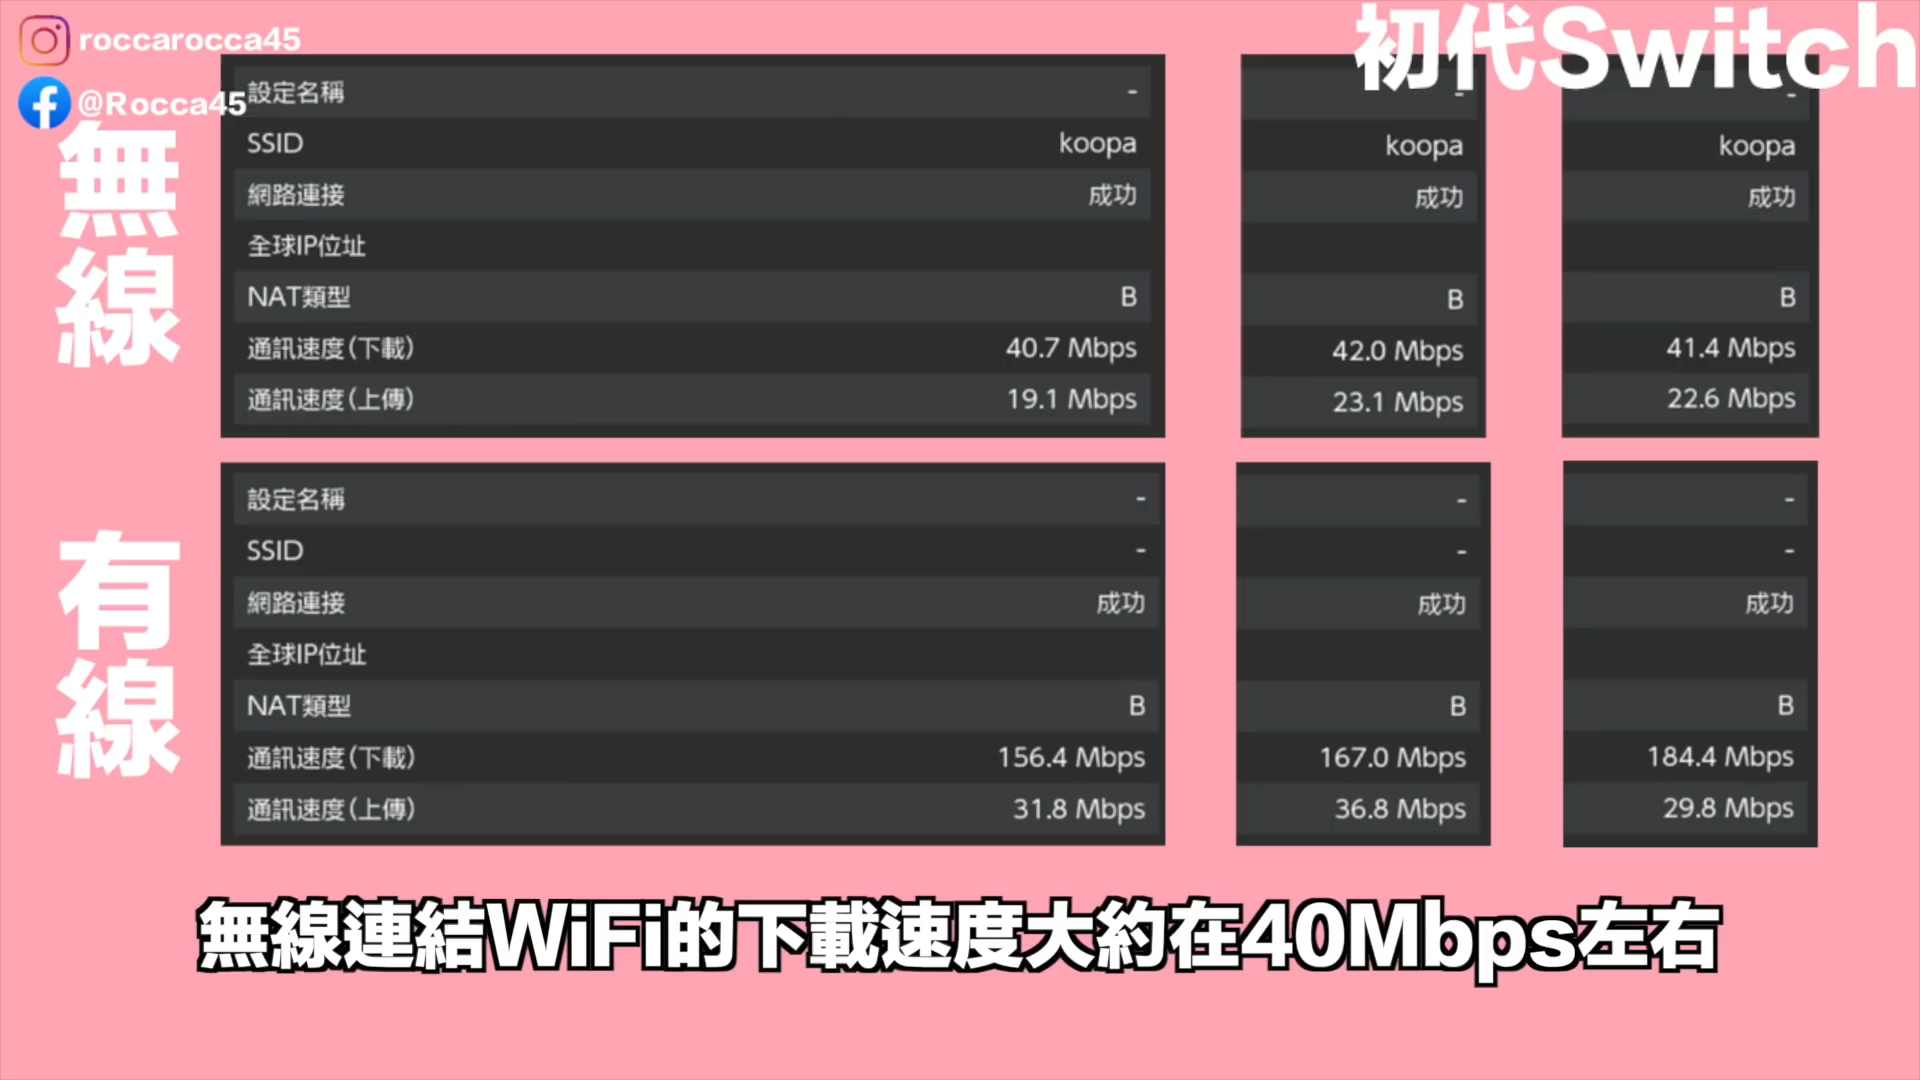 roccarocca45
@Rocca45
初代Switch
無線
設定名稱 - - -
SSID koopa koopa koopa
網路連接 成功 成功 成功
全球IP位址
NAT類型 B B B
通訊速度(下載) 40.7 Mbps 42.0 Mbps 41.4 Mbps
通訊速度(上傳) 19.1 Mbps 23.1 Mbps 22.6 Mbps
有線
設定名稱 - - -
SSID - - -
網路連接 成功 成功 成功
全球IP位址
NAT類型 B B B
通訊速度(下載) 156.4 Mbps 167.0 Mbps 184.4 Mbps
通訊速度(上傳) 31.8 Mbps 36.8 Mbps 29.8 Mbps
無線連結WiFi的下載速度大約在40Mbps左右